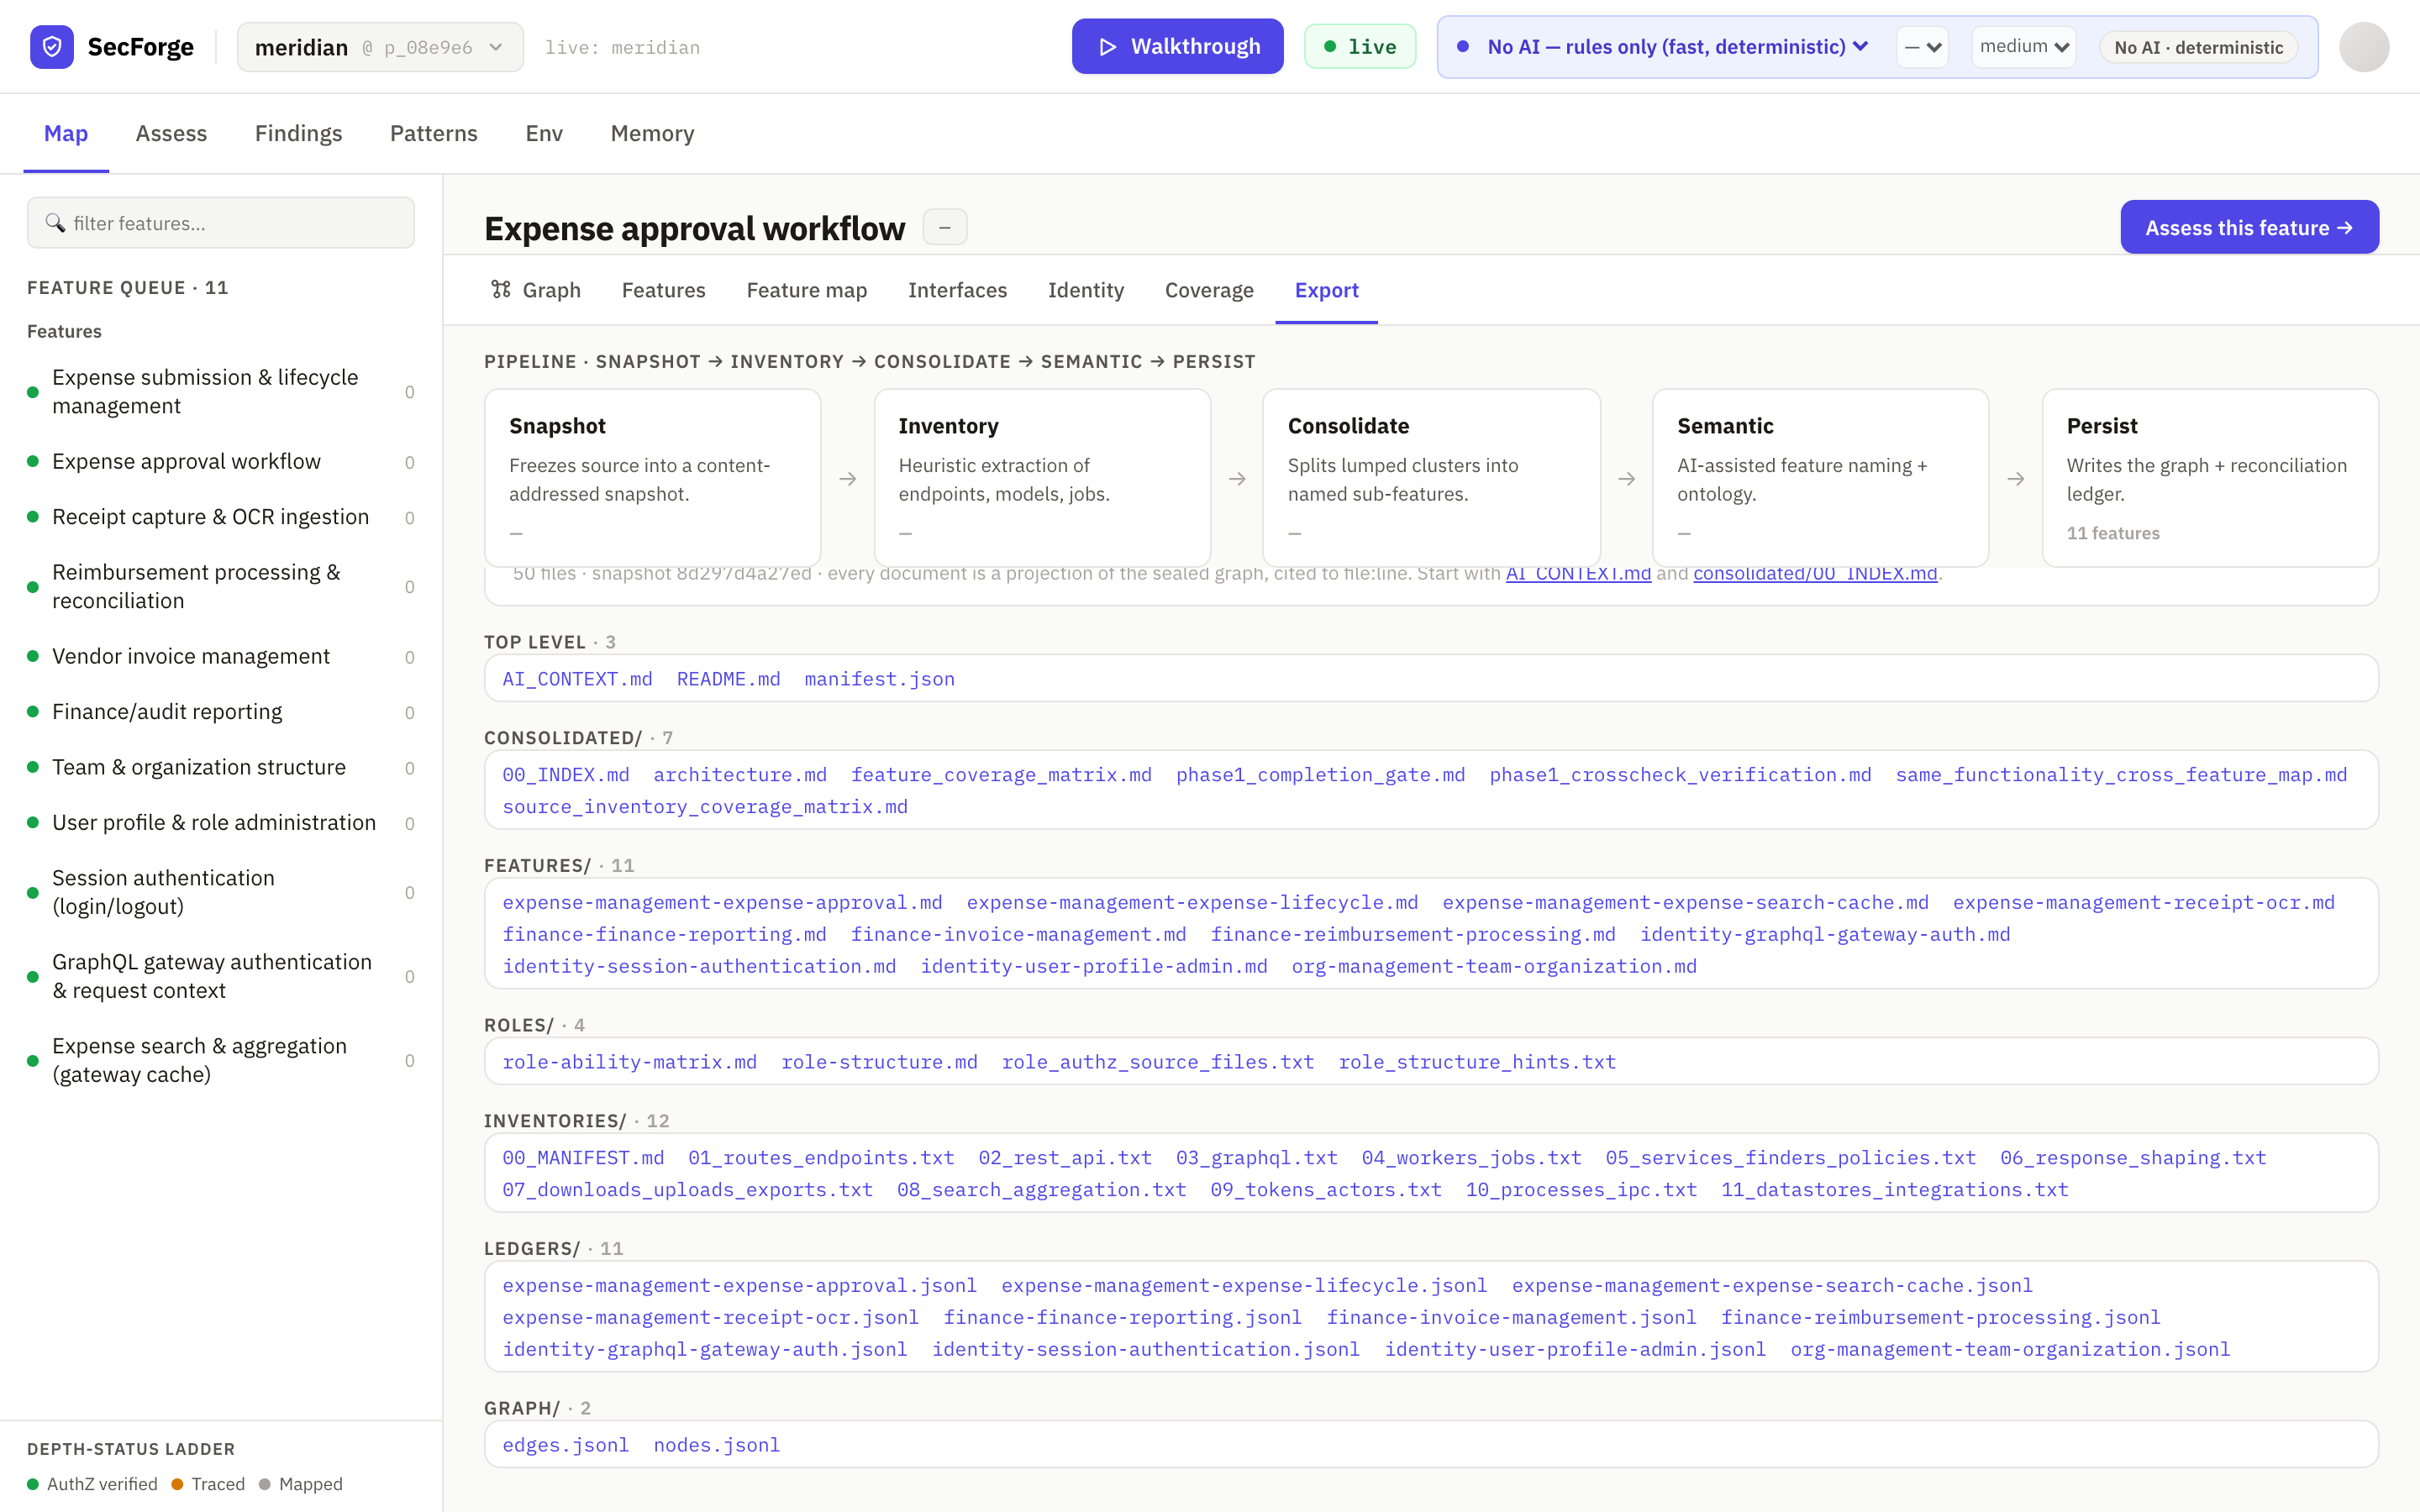 SecForge
meridian @ p_08e9e6
live: meridian
Walkthrough
live
No AI — rules only (fast, deterministic)
—
medium
No AI · deterministic
Map
Assess
Findings
Patterns
Env
Memory
filter features...
FEATURE QUEUE · 11
Features
Expense submission & lifecycle
management
0
Expense approval workflow
0
Receipt capture & OCR ingestion
0
Reimbursement processing &
reconciliation
0
Vendor invoice management
0
Finance/audit reporting
0
Team & organization structure
0
User profile & role administration
0
Session authentication
(login/logout)
0
GraphQL gateway authentication
& request context
0
Expense search & aggregation
(gateway cache)
0
DEPTH-STATUS LADDER
AuthZ verified
Traced
Mapped
Expense approval workflow
—
Assess this feature →
Graph
Features
Feature map
Interfaces
Identity
Coverage
Export
PIPELINE · SNAPSHOT → INVENTORY → CONSOLIDATE → SEMANTIC → PERSIST
Snapshot
Freezes source into a content-
addressed snapshot.
—
→
Inventory
Heuristic extraction of
endpoints, models, jobs.
—
→
Consolidate
Splits lumped clusters into
named sub-features.
—
→
Semantic
AI-assisted feature naming +
ontology.
—
→
Persist
Writes the graph + reconciliation
ledger.
11 features
50 files · snapshot 8d297d4a27ed · every document is a projection of the sealed graph, cited to file:line. Start with AI_CONTEXT.md and consolidated/00_INDEX.md.
TOP LEVEL · 3
AI_CONTEXT.md README.md manifest.json
CONSOLIDATED/ · 7
00_INDEX.md architecture.md feature_coverage_matrix.md phase1_completion_gate.md phase1_crosscheck_verification.md same_functionality_cross_feature_map.md
source_inventory_coverage_matrix.md
FEATURES/ · 11
expense-management-expense-approval.md expense-management-expense-lifecycle.md expense-management-expense-search-cache.md expense-management-receipt-ocr.md
finance-finance-reporting.md finance-invoice-management.md finance-reimbursement-processing.md identity-graphql-gateway-auth.md
identity-session-authentication.md identity-user-profile-admin.md org-management-team-organization.md
ROLES/ · 4
role-ability-matrix.md role-structure.md role_authz_source_files.txt role_structure_hints.txt
INVENTORIES/ · 12
00_MANIFEST.md 01_routes_endpoints.txt 02_rest_api.txt 03_graphql.txt 04_workers_jobs.txt 05_services_finders_policies.txt 06_response_shaping.txt
07_downloads_uploads_exports.txt 08_search_aggregation.txt 09_tokens_actors.txt 10_processes_ipc.txt 11_datastores_integrations.txt
LEDGERS/ · 11
expense-management-expense-approval.jsonl expense-management-expense-lifecycle.jsonl expense-management-expense-search-cache.jsonl
expense-management-receipt-ocr.jsonl finance-finance-reporting.jsonl finance-invoice-management.jsonl finance-reimbursement-processing.jsonl
identity-graphql-gateway-auth.jsonl identity-session-authentication.jsonl identity-user-profile-admin.jsonl org-management-team-organization.jsonl
GRAPH/ · 2
edges.jsonl nodes.jsonl